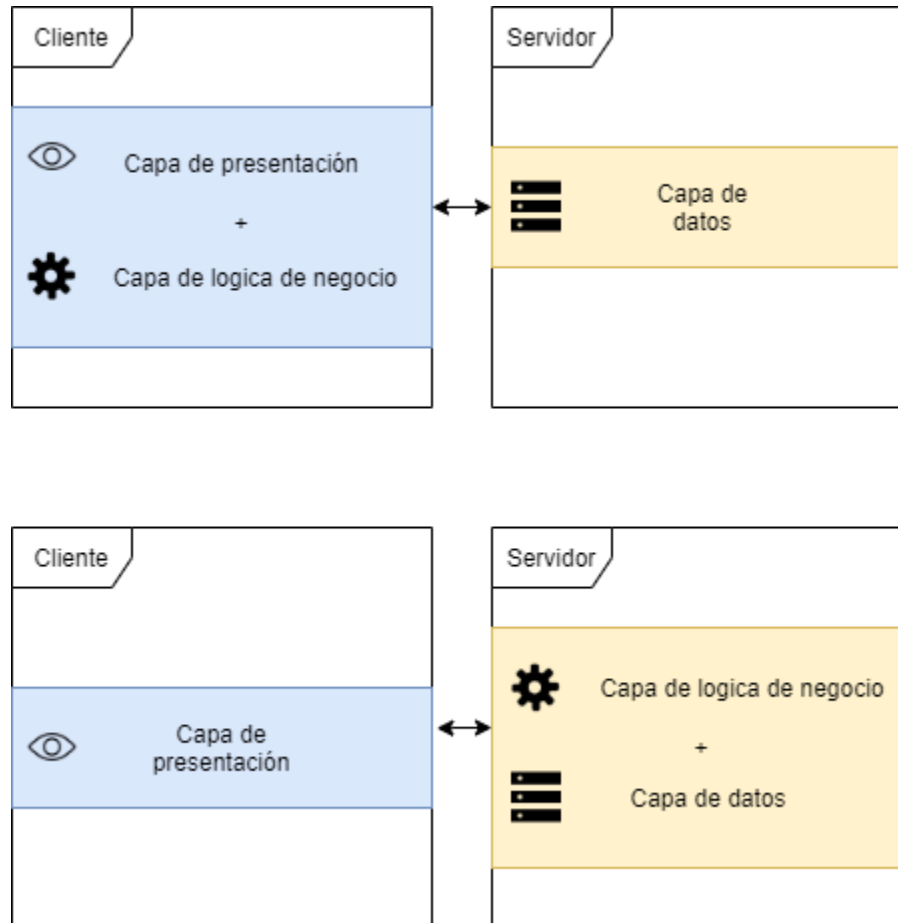 Cliente
Servidor
Capa de presentación
+
Capa de logica de negocio
Capa de
datos
Cliente
Servidor
Capa de
presentación
Capa de logica de negocio
+
Capa de datos